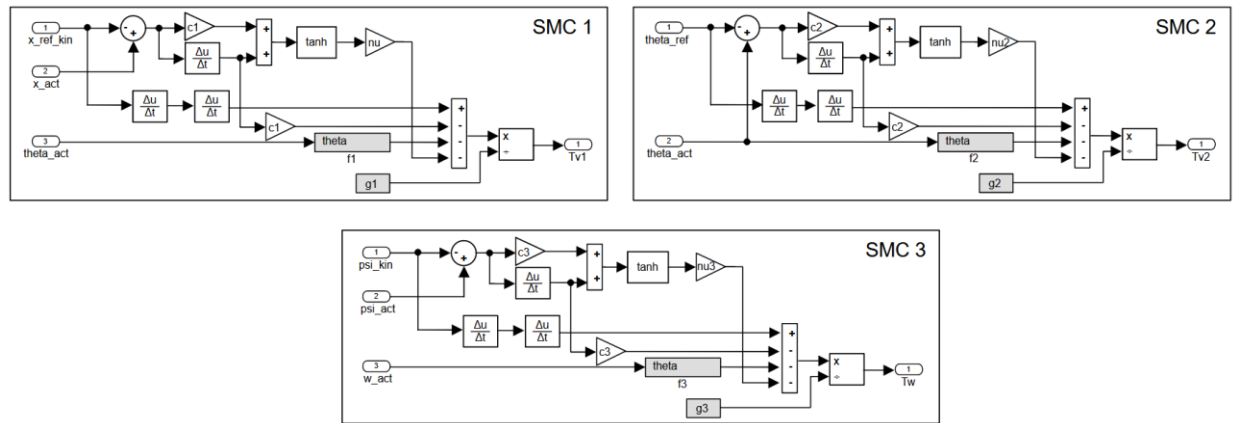 SMC 1
1
x_ref_kin
-
+
c1
+
+
tanh
nu
Δu
Δt
2
x_act
Δu
Δt
Δu
Δt
+
-
-
-
c1
3
theta_act
theta
f1
x
÷
1
Tv1
g1
SMC 2
1
theta_ref
-
+
c2
+
+
tanh
nu2
Δu
Δt
Δu
Δt
Δu
Δt
+
-
-
-
c2
2
theta_act
theta
f2
x
÷
1
Tv2
g2
SMC 3
1
psi_kin
-
+
c3
+
+
tanh
nu3
Δu
Δt
2
psi_act
Δu
Δt
Δu
Δt
+
-
-
-
c3
3
w_act
theta
f3
x
÷
1
Tw
g3